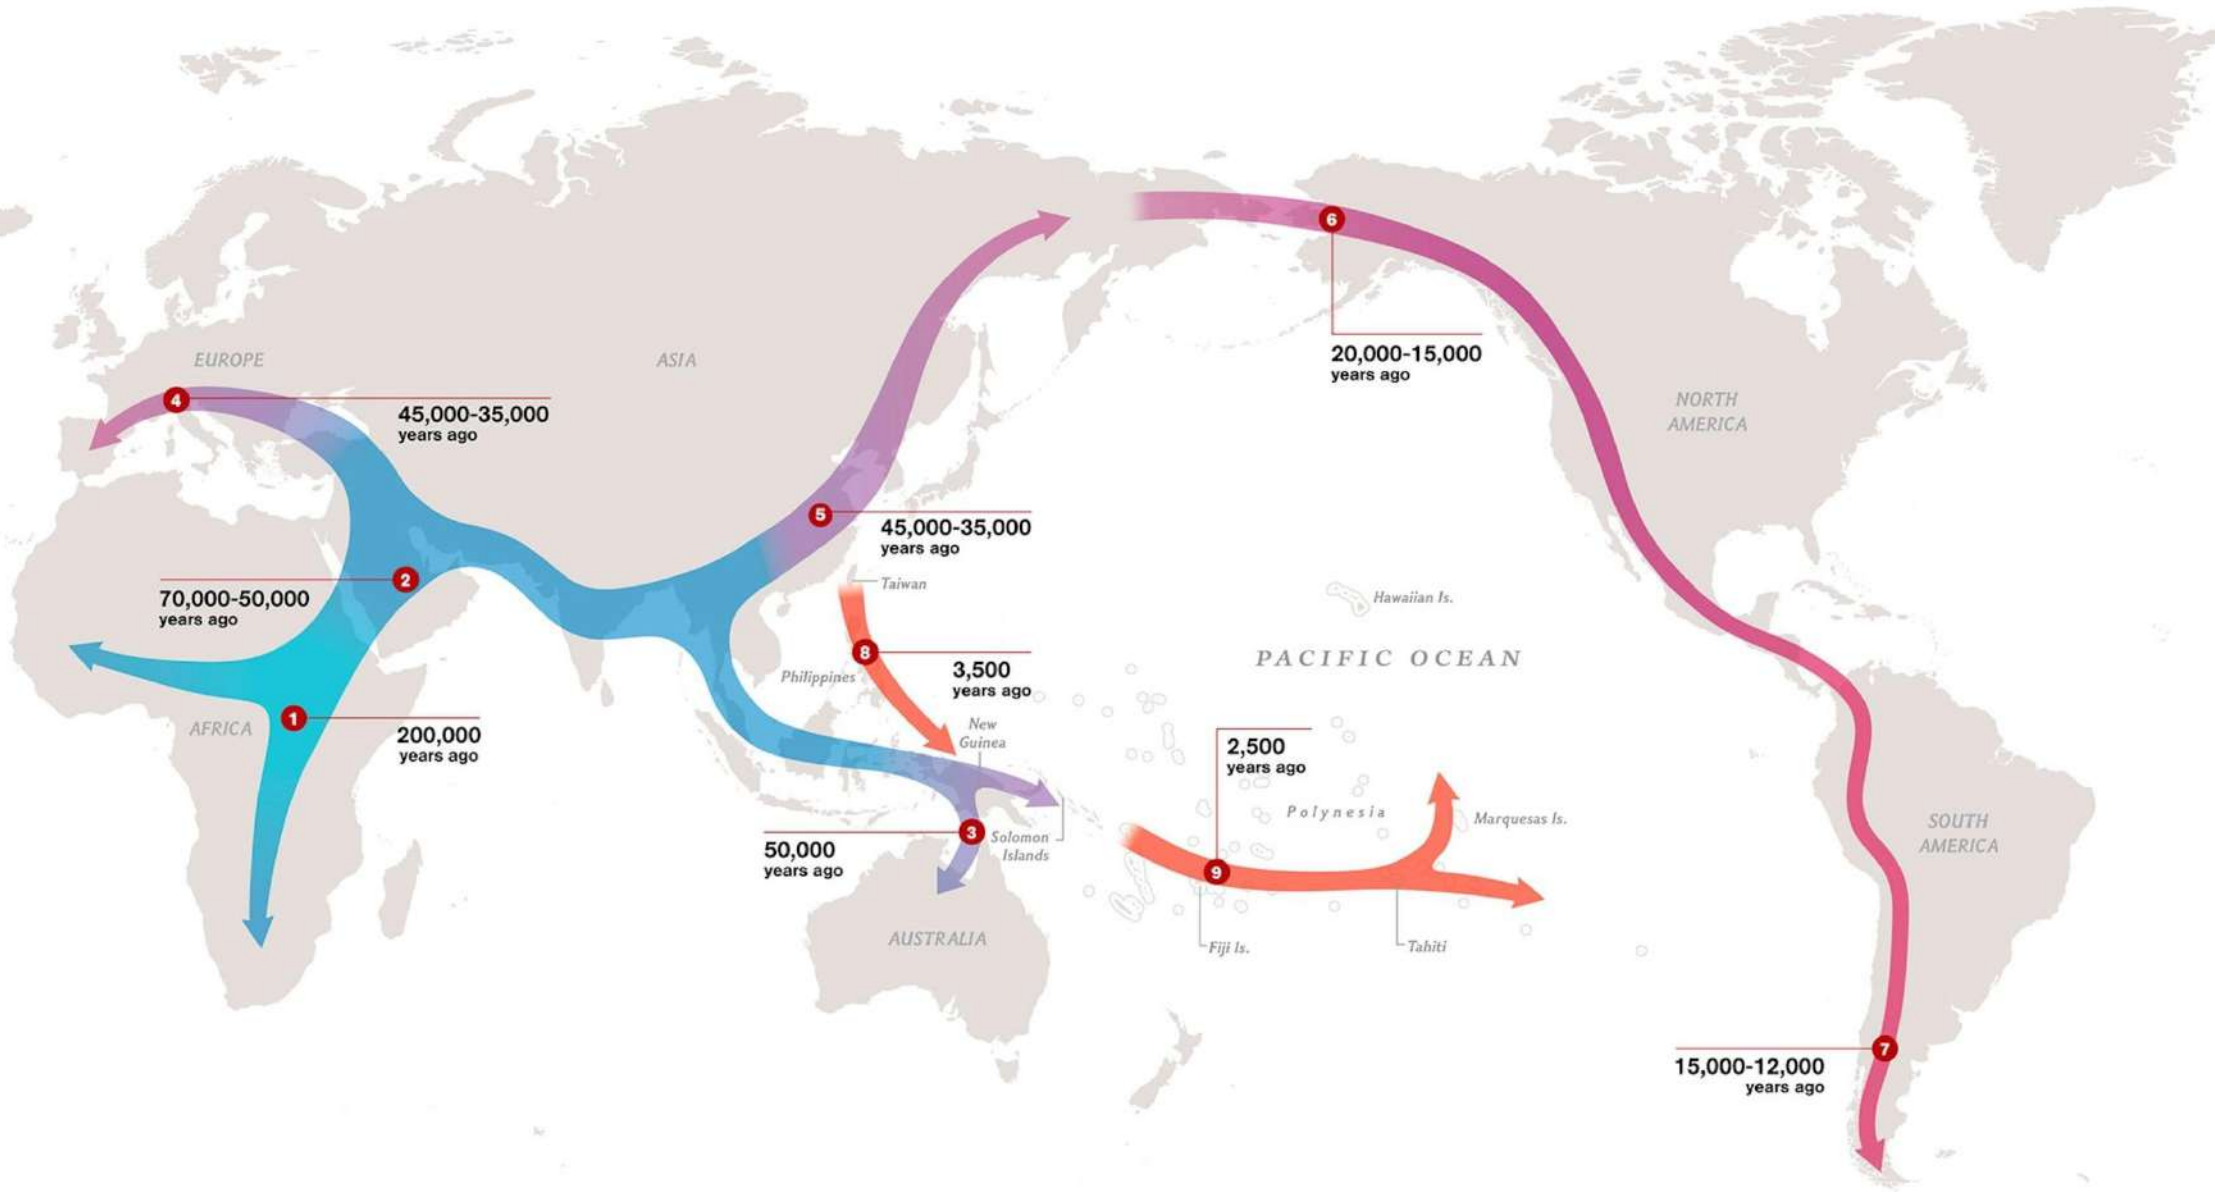 6
20,000-15,000
years ago
EUROPE
ASIA
4
45,000-35,000
years ago
NORTH
AMERICA
5
45,000-35,000
years ago
2
70,000-50,000
years ago
Taiwan
Hawaiian Is.
8
3,500
years ago
PACIFIC OCEAN
Philippines
1
200,000
years ago
AFRICA
New
Guinea
2,500
years ago
3
50,000
years ago
Solomon
Islands
Polynesia
Marquesas Is.
SOUTH
AMERICA
9
AUSTRALIA
Fiji Is.
Tahiti
7
15,000-12,000
years ago